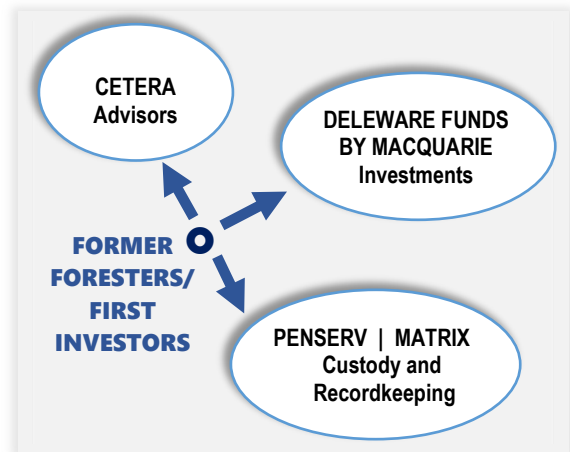 CETERA
Advisors
DELEWARE FUNDS
BY MACQUARIE
Investments
FORMER
FORESTERS/
FIRST
INVESTORS
PENSERV | MATRIX
Custody and
Recordkeeping